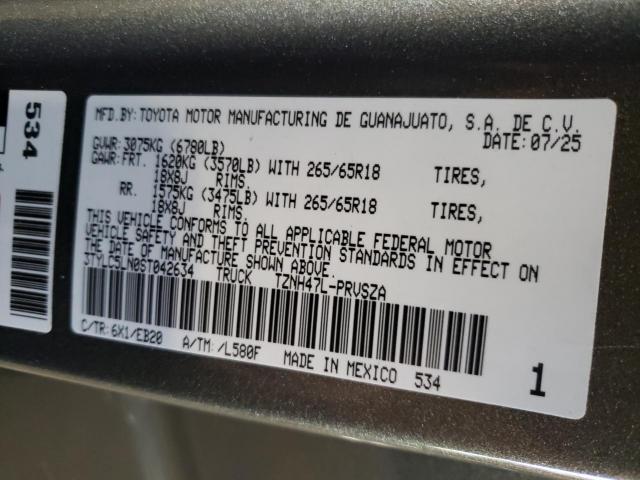 534
MFD.BY: TOYOTA MOTOR MANUFACTURING DE GUANAJUATO, S.A. DE C.V.
DATE: 07/25
GVWR: 3075KG (6780LB)
GAWR: FRT. 1620KG (3570LB) WITH 265/65R18 TIRES,
18X8J RIMS.
RR. 1575KG (3475LB) WITH 265/65R18 TIRES,
18X8J RIMS.
THIS VEHICLE CONFORMS TO ALL APPLICABLE FEDERAL MOTOR
VEHICLE SAFETY AND THEFT PREVENTION STANDARDS IN EFFECT ON
THE DATE OF MANUFACTURE SHOWN ABOVE.
3TYLC5LN0ST042634 TRUCK TZNH47L-PRVSZA
C/TR: 6X1/EB20 A/TM: /L580F MADE IN MEXICO 534
1